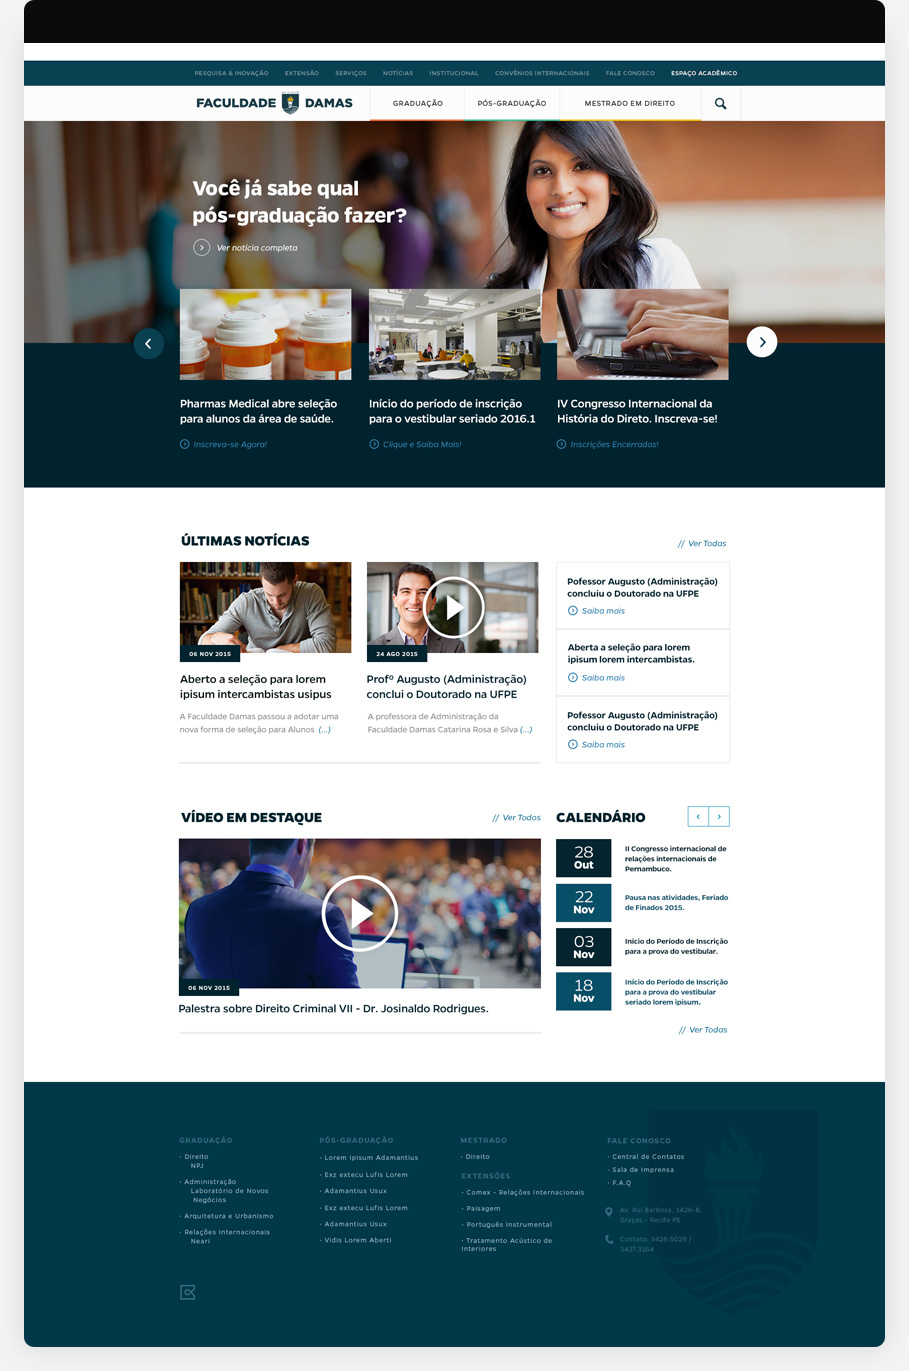 PESQUISA & INOVAÇÃO EXTENSÃO SERVIÇOS NOTÍCIAS INSTITUCIONAL CONVÊNIOS INTERNACIONAIS FALE CONOSCO ESPAÇO ACADÊMICO
FACULDADE DAMAS GRADUAÇÃO PÓS-GRADUAÇÃO MESTRADO EM DIREITO
Você já sabe qual
pós-graduação fazer?
Ver notícia completa
Pharmas Medical abre seleção
para alunos da área de saúde.
Inscreva-se Agora!
Início do período de inscrição
para o vestibular seriado 2016.1
Clique e Saiba Mais!
IV Congresso Internacional da
História do Direto. Inscreva-se!
Inscrições Encerradas!
ÚLTIMAS NOTÍCIAS
// Ver Todas
06 NOV 2015
Aberto a seleção para lorem
ipisum intercambistas usipus
A Faculdade Damas passou a adotar uma
nova forma de seleção para Alunos (...)
24 AGO 2015
Profº Augusto (Administração)
conclui o Doutorado na UFPE
A professora de Administração da
Faculdade Damas Catarina Rosa e Silva (...)
Pofessor Augusto (Administração)
concluiu o Doutorado na UFPE
Saiba mais
Aberta a seleção para lorem
ipisum lorem intercambistas.
Saiba mais
Pofessor Augusto (Administração)
concluiu o Doutorado na UFPE
Saiba mais
VÍDEO EM DESTAQUE
// Ver Todos
06 NOV 2015
Palestra sobre Direito Criminal VII - Dr. Josinaldo Rodrigues.
CALENDÁRIO
28
Out
II Congresso internacional de
relações internacionais de
Pernambuco.
22
Nov
Pausa nas atividades, Feriado
de Finados 2015.
03
Nov
Início do Período de Inscrição
para a prova do vestibular.
18
Nov
Início do Período de Inscrição
para a prova do vestibular
seriado lorem ipisum.
// Ver Todas
GRADUAÇÃO
· Direito
NPJ
· Administração
Laboratório de Novos
Negócios
· Arquitetura e Urbanismo
· Relações Internacionais
Neari
PÓS-GRADUAÇÃO
· Lorem Ipisum Adamantius
· Exz extecu Lufis Lorem
· Adamantius Usux
· Exz extecu Lufis Lorem
· Adamantius Usux
· Vidis Lorem Aberti
MESTRADO
· Direito
EXTENSÕES
· Comex - Relações Internacionais
· Paisagem
· Português Instrumental
· Tratamento Acústico de
Interiores
FALE CONOSCO
· Central de Contatos
· Sala de Imprensa
· F.A.Q
Av. Rui Barbosa, 1426-B.
Graças - Recife PE
Contato: 3426.5026 /
3427.3164